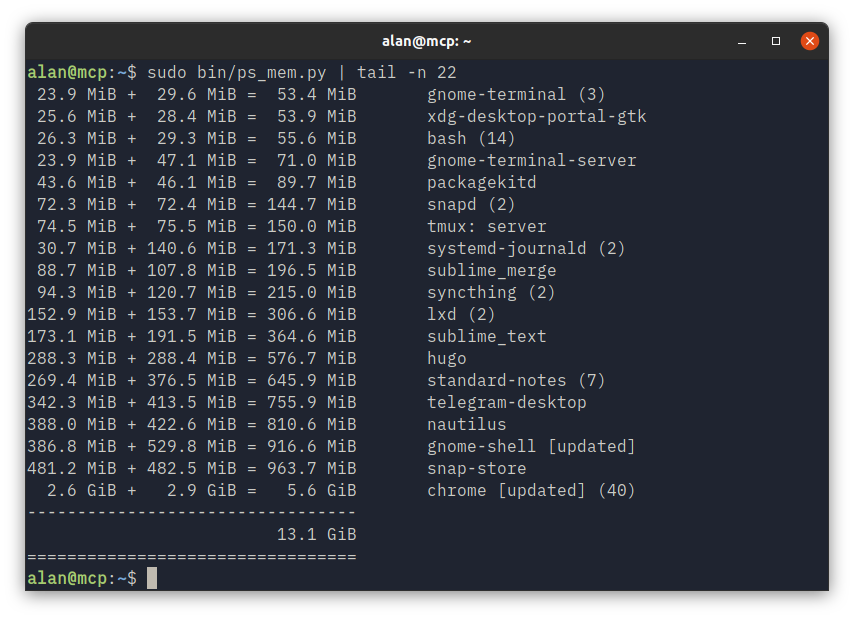 alan@mcp: ~
alan@mcp:~$ sudo bin/ps_mem.py | tail -n 22
 23.9 MiB +  29.6 MiB =  53.4 MiB       gnome-terminal (3)
 25.6 MiB +  28.4 MiB =  53.9 MiB       xdg-desktop-portal-gtk
 26.3 MiB +  29.3 MiB =  55.6 MiB       bash (14)
 23.9 MiB +  47.1 MiB =  71.0 MiB       gnome-terminal-server
 43.6 MiB +  46.1 MiB =  89.7 MiB       packagekitd
 72.3 MiB +  72.4 MiB = 144.7 MiB       snapd (2)
 74.5 MiB +  75.5 MiB = 150.0 MiB       tmux: server
 30.7 MiB + 140.6 MiB = 171.3 MiB       systemd-journald (2)
 88.7 MiB + 107.8 MiB = 196.5 MiB       sublime_merge
 94.3 MiB + 120.7 MiB = 215.0 MiB       syncthing (2)
152.9 MiB + 153.7 MiB = 306.6 MiB       lxd (2)
173.1 MiB + 191.5 MiB = 364.6 MiB       sublime_text
288.3 MiB + 288.4 MiB = 576.7 MiB       hugo
269.4 MiB + 376.5 MiB = 645.9 MiB       standard-notes (7)
342.3 MiB + 413.5 MiB = 755.9 MiB       telegram-desktop
388.0 MiB + 422.6 MiB = 810.6 MiB       nautilus
386.8 MiB + 529.8 MiB = 916.6 MiB       gnome-shell [updated]
481.2 MiB + 482.5 MiB = 963.7 MiB       snap-store
  2.6 GiB +   2.9 GiB =   5.6 GiB       chrome [updated] (40)
---------------------------------
                         13.1 GiB
=================================
alan@mcp:~$